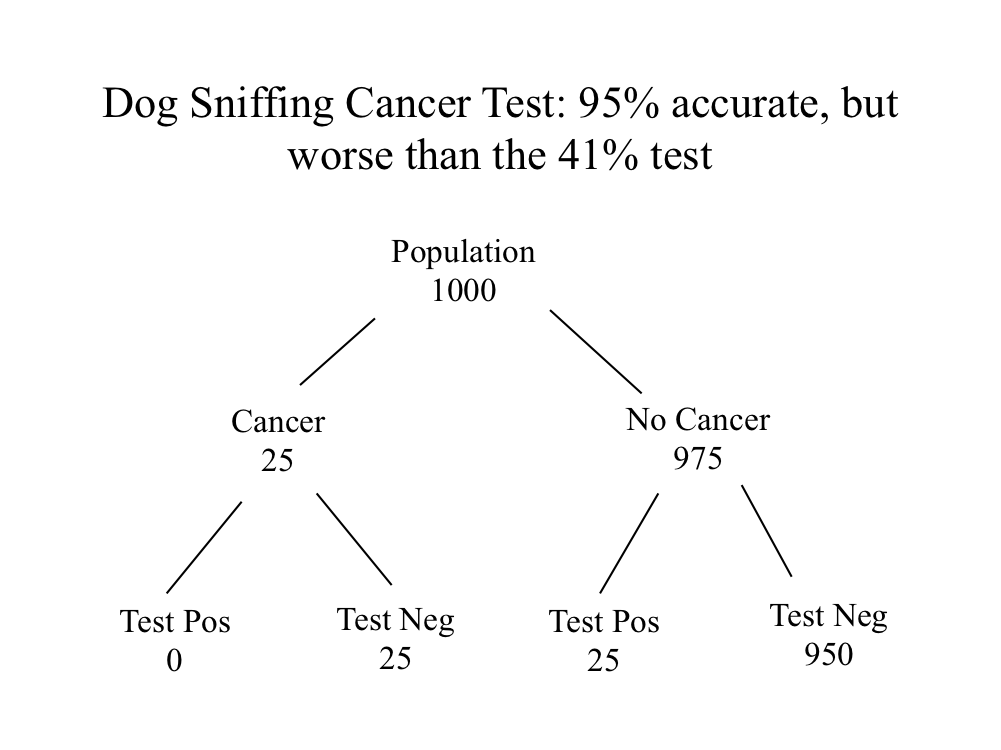 Dog Sniffing Cancer Test: 95% accurate, but
worse than the 41% test
Population
1000
Cancer
25
No Cancer
975
Test Pos
0
Test Neg
25
Test Pos
25
Test Neg
950